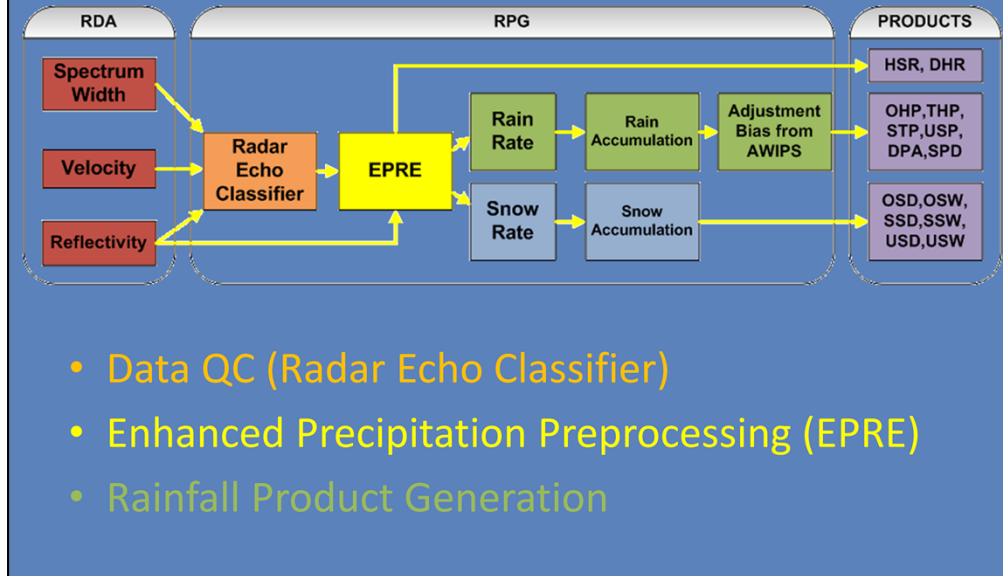 RDA
RPG
PRODUCTS
Spectrum
Width
Velocity
Reflectivity
Radar
Echo
Classifier
EPRE
Rain
Rate
Rain
Accumulation
Adjustment
Bias from
AWIPS
Snow
Rate
Snow
Accumulation
HSR, DHR
OHP,THP,
STP,USP,
DPA,SPD
OSD,OSW,
SSD,SSW,
USD,USW
• Data QC (Radar Echo Classifier)
• Enhanced Precipitation Preprocessing (EPRE)
• Rainfall Product Generation